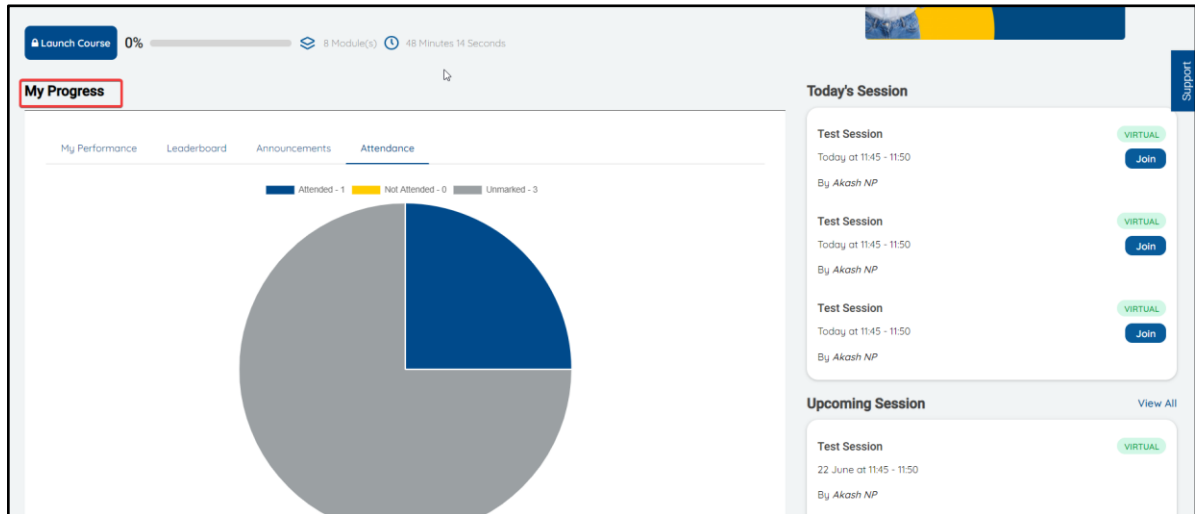 Launch Course 0% 8 Module(s) 48 Minutes 14 Seconds
Support
My Progress
My Performance Leaderboard Announcements Attendance
Attended - 1 Not Attended - 0 Unmarked - 3
Today's Session
Test Session VIRTUAL
Today at 11:45 - 11:50 Join
By Akash NP
Test Session VIRTUAL
Today at 11:45 - 11:50 Join
By Akash NP
Test Session VIRTUAL
Today at 11:45 - 11:50 Join
By Akash NP
Upcoming Session View All
Test Session VIRTUAL
22 June at 11:45 - 11:50
By Akash NP